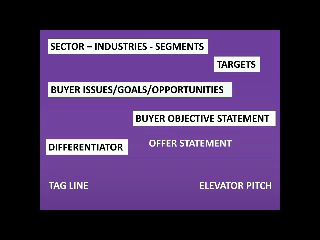 SECTOR – INDUSTRIES - SEGMENTS
TARGETS
BUYER ISSUES/GOALS/OPPORTUNITIES
BUYER OBJECTIVE STATEMENT
DIFFERENTIATOR
OFFER STATEMENT
TAG LINE
ELEVATOR PITCH